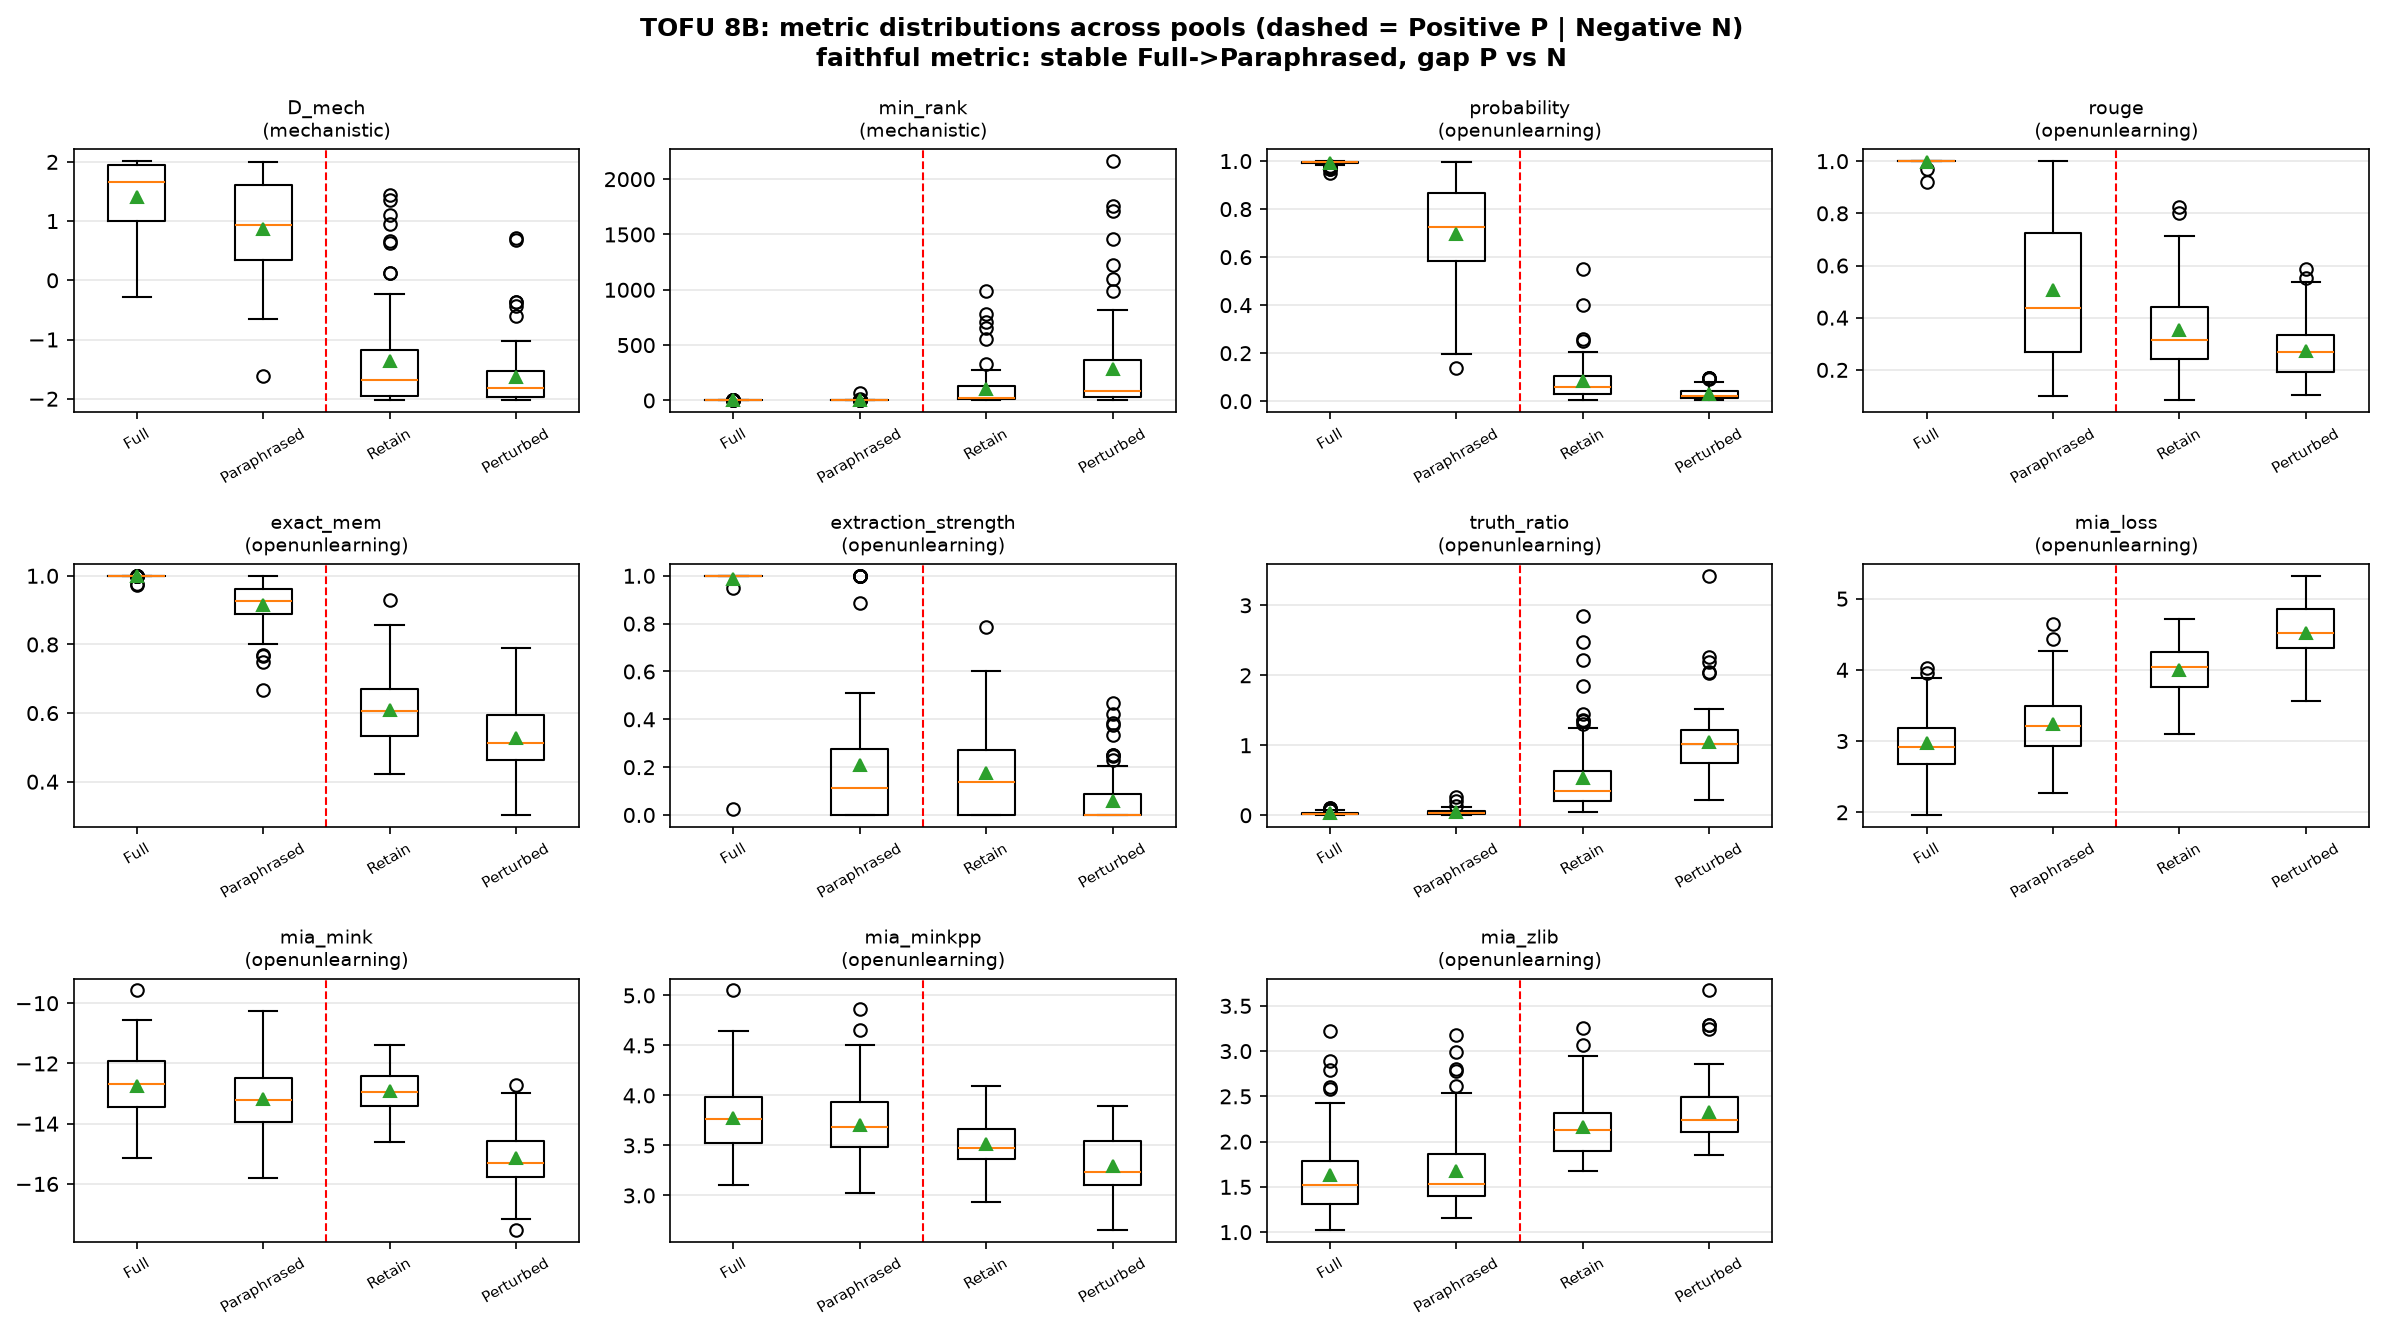 TOFU 8B: metric distributions across pools (dashed = Positive P | Negative N)
faithful metric: stable Full->Paraphrased, gap P vs N
D_mech
(mechanistic)
2
1
0
−1
−2
Full
Paraphrased
Retain
Perturbed
min_rank
(mechanistic)
2000
1500
1000
500
0
Full
Paraphrased
Retain
Perturbed
probability
(openunlearning)
1.0
0.8
0.6
0.4
0.2
0.0
Full
Paraphrased
Retain
Perturbed
rouge
(openunlearning)
1.0
0.8
0.6
0.4
0.2
Full
Paraphrased
Retain
Perturbed
exact_mem
(openunlearning)
1.0
0.8
0.6
0.4
Full
Paraphrased
Retain
Perturbed
extraction_strength
(openunlearning)
1.0
0.8
0.6
0.4
0.2
0.0
Full
Paraphrased
Retain
Perturbed
truth_ratio
(openunlearning)
3
2
1
0
Full
Paraphrased
Retain
Perturbed
mia_loss
(openunlearning)
5
4
3
2
Full
Paraphrased
Retain
Perturbed
mia_mink
(openunlearning)
−10
−12
−14
−16
Full
Paraphrased
Retain
Perturbed
mia_minkpp
(openunlearning)
5.0
4.5
4.0
3.5
3.0
Full
Paraphrased
Retain
Perturbed
mia_zlib
(openunlearning)
3.5
3.0
2.5
2.0
1.5
1.0
Full
Paraphrased
Retain
Perturbed